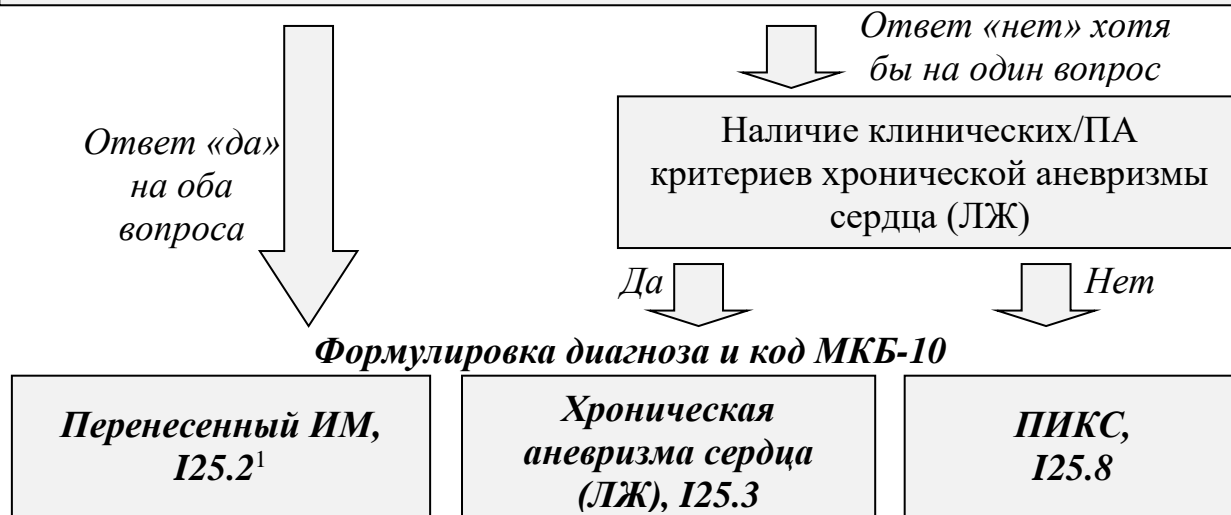 Ответ «нет» хотя
бы на один вопрос
Ответ «да»
на оба
вопроса
Наличие клинических/ПА
критериев хронической аневризмы
сердца (ЛЖ)
Да
Нет
Формулировка диагноза и код МКБ-10
Перенесенный ИМ,
I25.2¹
Хроническая
аневризма сердца
(ЛЖ), I25.3
ПИКС,
I25.8